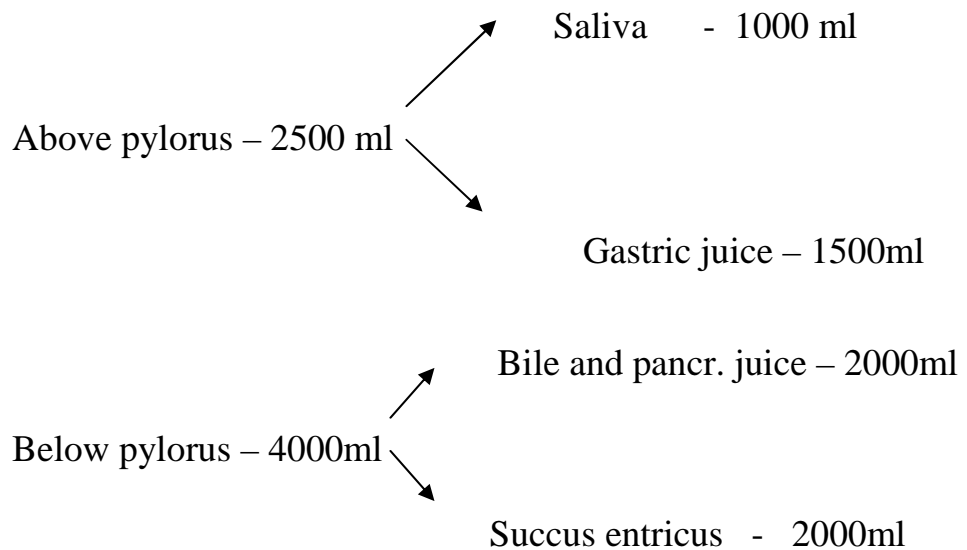 Saliva - 1000 ml
Above pylorus – 2500 ml
Gastric juice – 1500ml
Bile and pancr. juice – 2000ml
Below pylorus – 4000ml
Succus entricus - 2000ml